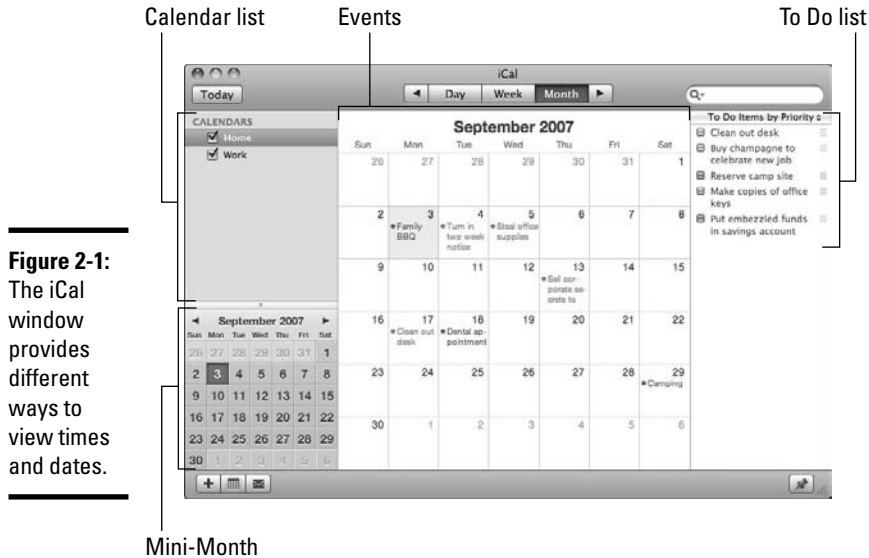 Calendar list
Events
To Do list
iCal
Today
Day
Week
Month
CALENDARS
Home
Work
September 2007
Sun Mon Tue Wed Thu Fri Sat
26 27 28 29 30 31 1
2 3 4 5 6 7 8
Family BBQ
Turn in two week notice
Steal office supplies
9 10 11 12 13 14 15
Sell corporate secrets to
16 17 18 19 20 21 22
Clean out desk
Dental appointment
23 24 25 26 27 28 29
Camping
30 1 2 3 4 5 6
To Do Items by Priority
Clean out desk
Buy champagne to
celebrate new job
Reserve camp site
Make copies of office
keys
Put embezzled funds
in savings account
September 2007
Sun Mon Tue Wed Thu Fri Sat
26 27 28 29 30 31 1
2 3 4 5 6 7 8
9 10 11 12 13 14 15
16 17 18 19 20 21 22
23 24 25 26 27 28 29
30 1 2 3 4 5 6
Figure 2-1:
The iCal
window
provides
different
ways to
view times
and dates.
Mini-Month